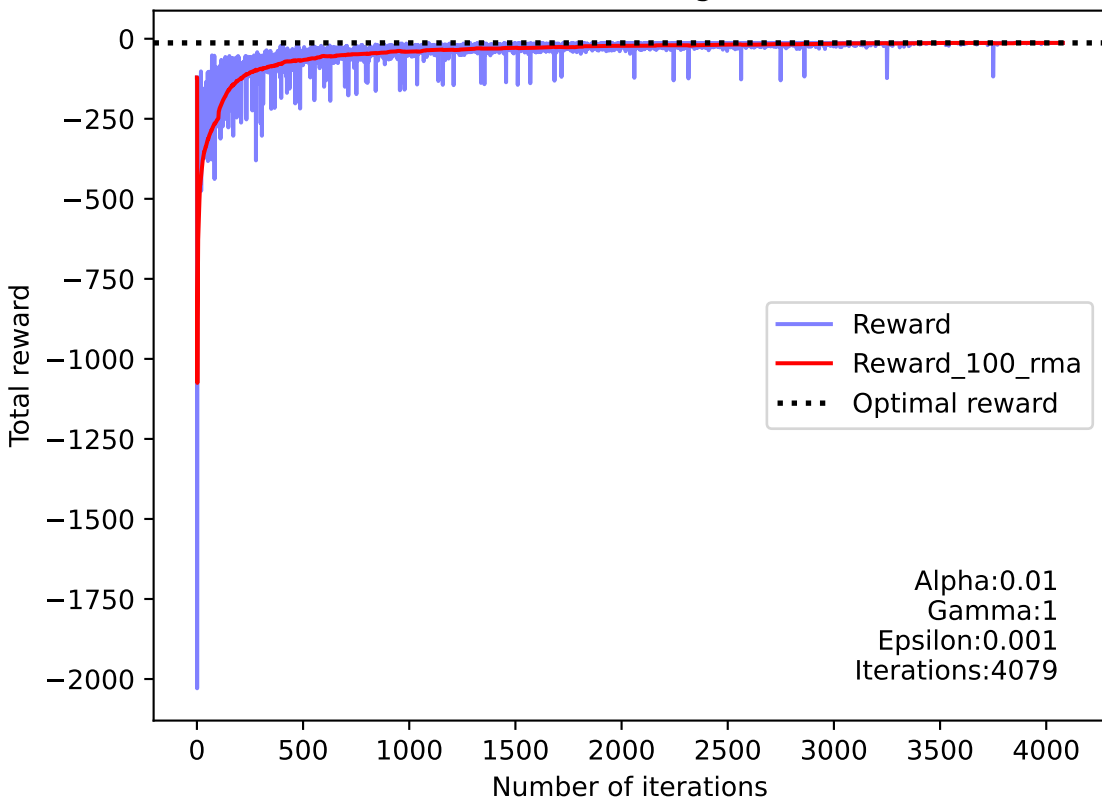 0
−250
−500
−750
−1000
−1250
−1500
−1750
−2000
Total reward
Reward
Reward_100_rma
Optimal reward
Alpha:0.01
Gamma:1
Epsilon:0.001
Iterations:4079
0 500 1000 1500 2000 2500 3000 3500 4000
Number of iterations